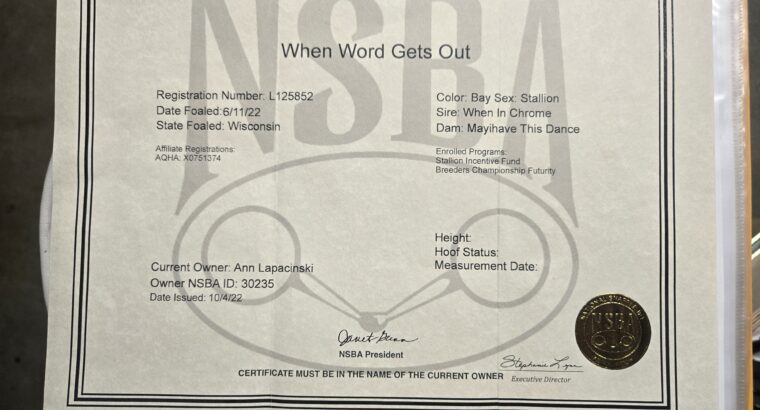 NSBA
When Word Gets Out
Registration Number: L125852
Date Foaled:6/11/22
State Foaled: Wisconsin
Affiliate Registrations:
AQHA: X0751374
Color: Bay Sex: Stallion
Sire: When In Chrome
Dam: Mayihave This Dance
Enrolled Programs:
Stallion Incentive Fund
Breeders Championship Futurity
Height:
Hoof Status:
Measurement Date:
Current Owner: Ann Lapacinski
Owner NSBA ID: 30235
Date Issued: 10/4/22
NSBA President
Executive Director
CERTIFICATE MUST BE IN THE NAME OF THE CURRENT OWNER
NSBA